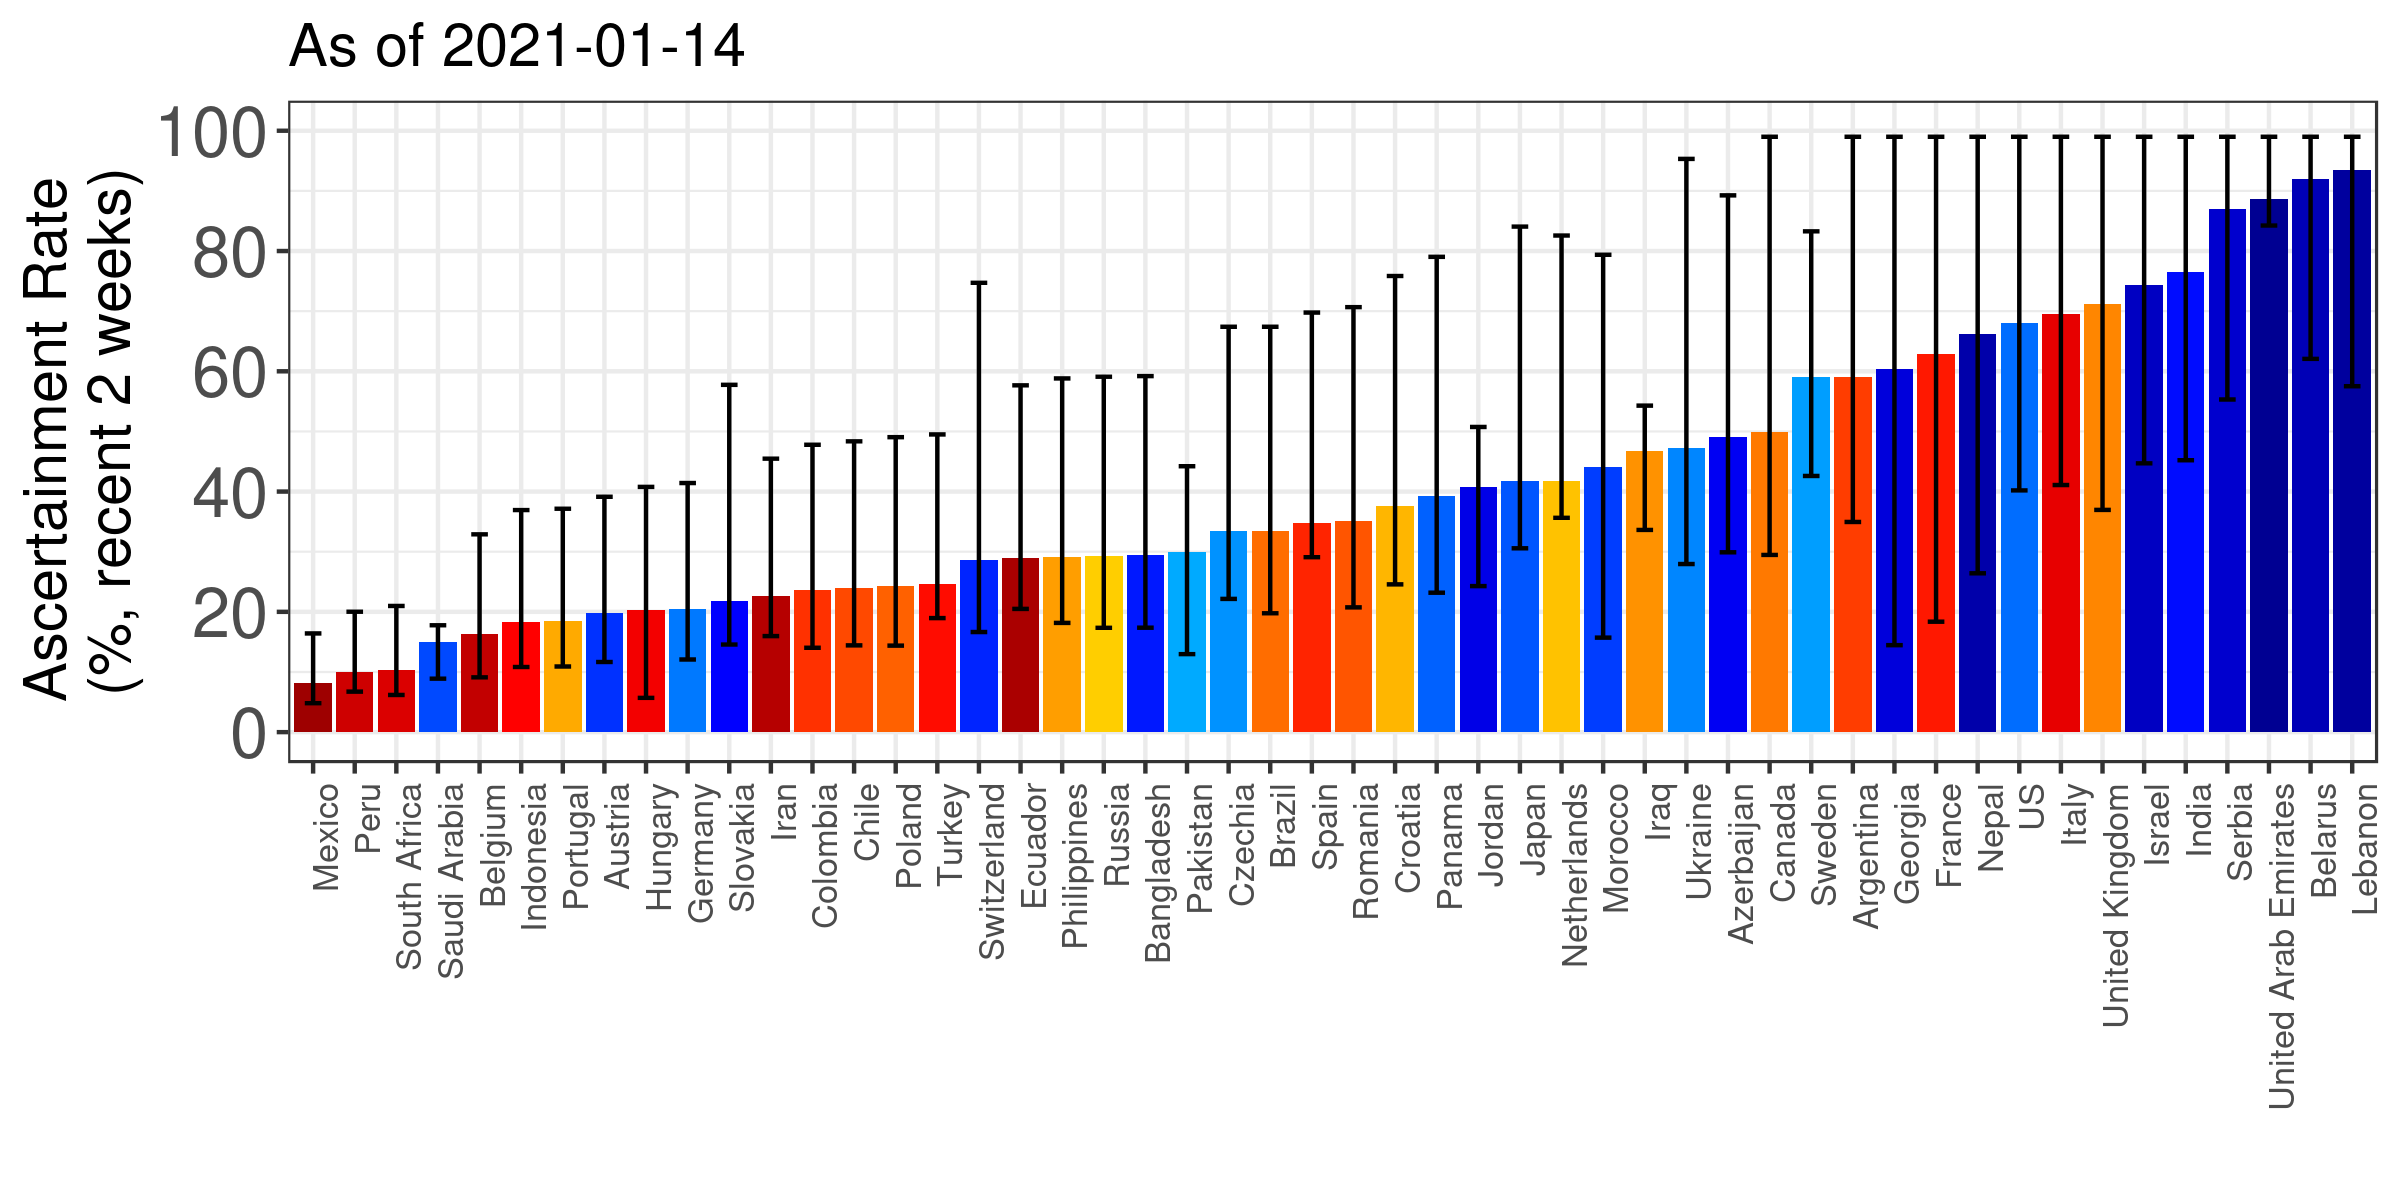 As of 2021-01-14
Ascertainment Rate
(%, recent 2 weeks)
100
80
60
40
20
0
Mexico
Peru
South Africa
Saudi Arabia
Belgium
Indonesia
Portugal
Austria
Hungary
Germany
Slovakia
Iran
Colombia
Chile
Poland
Turkey
Switzerland
Ecuador
Philippines
Russia
Bangladesh
Pakistan
Czechia
Brazil
Spain
Romania
Croatia
Panama
Jordan
Japan
Netherlands
Morocco
Iraq
Ukraine
Azerbaijan
Canada
Sweden
Argentina
Georgia
France
Nepal
US
Italy
United Kingdom
Israel
India
Serbia
United Arab Emirates
Belarus
Lebanon